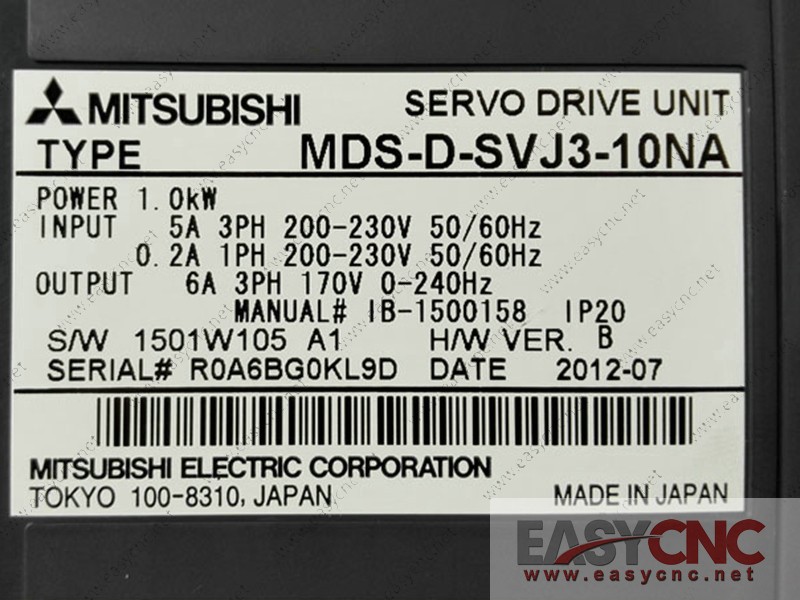 MITSUBISHI SERVO DRIVE UNIT
TYPE MDS-D-SVJ3-10NA
POWER 1.0kW
INPUT 5A 3PH 200-230V 50/60Hz
0.2A 1PH 200-230V 50/60Hz
OUTPUT 6A 3PH 170V 0-240Hz
MANUAL# IB-1500158 IP20
S/W 1501W105 A1 H/W VER. B
SERIAL# R0A6BG0KL9D DATE 2012-07
MITSUBISHI ELECTRIC CORPORATION
TOKYO 100-8310, JAPAN MADE IN JAPAN
EASYCNC
www.easycnc.net